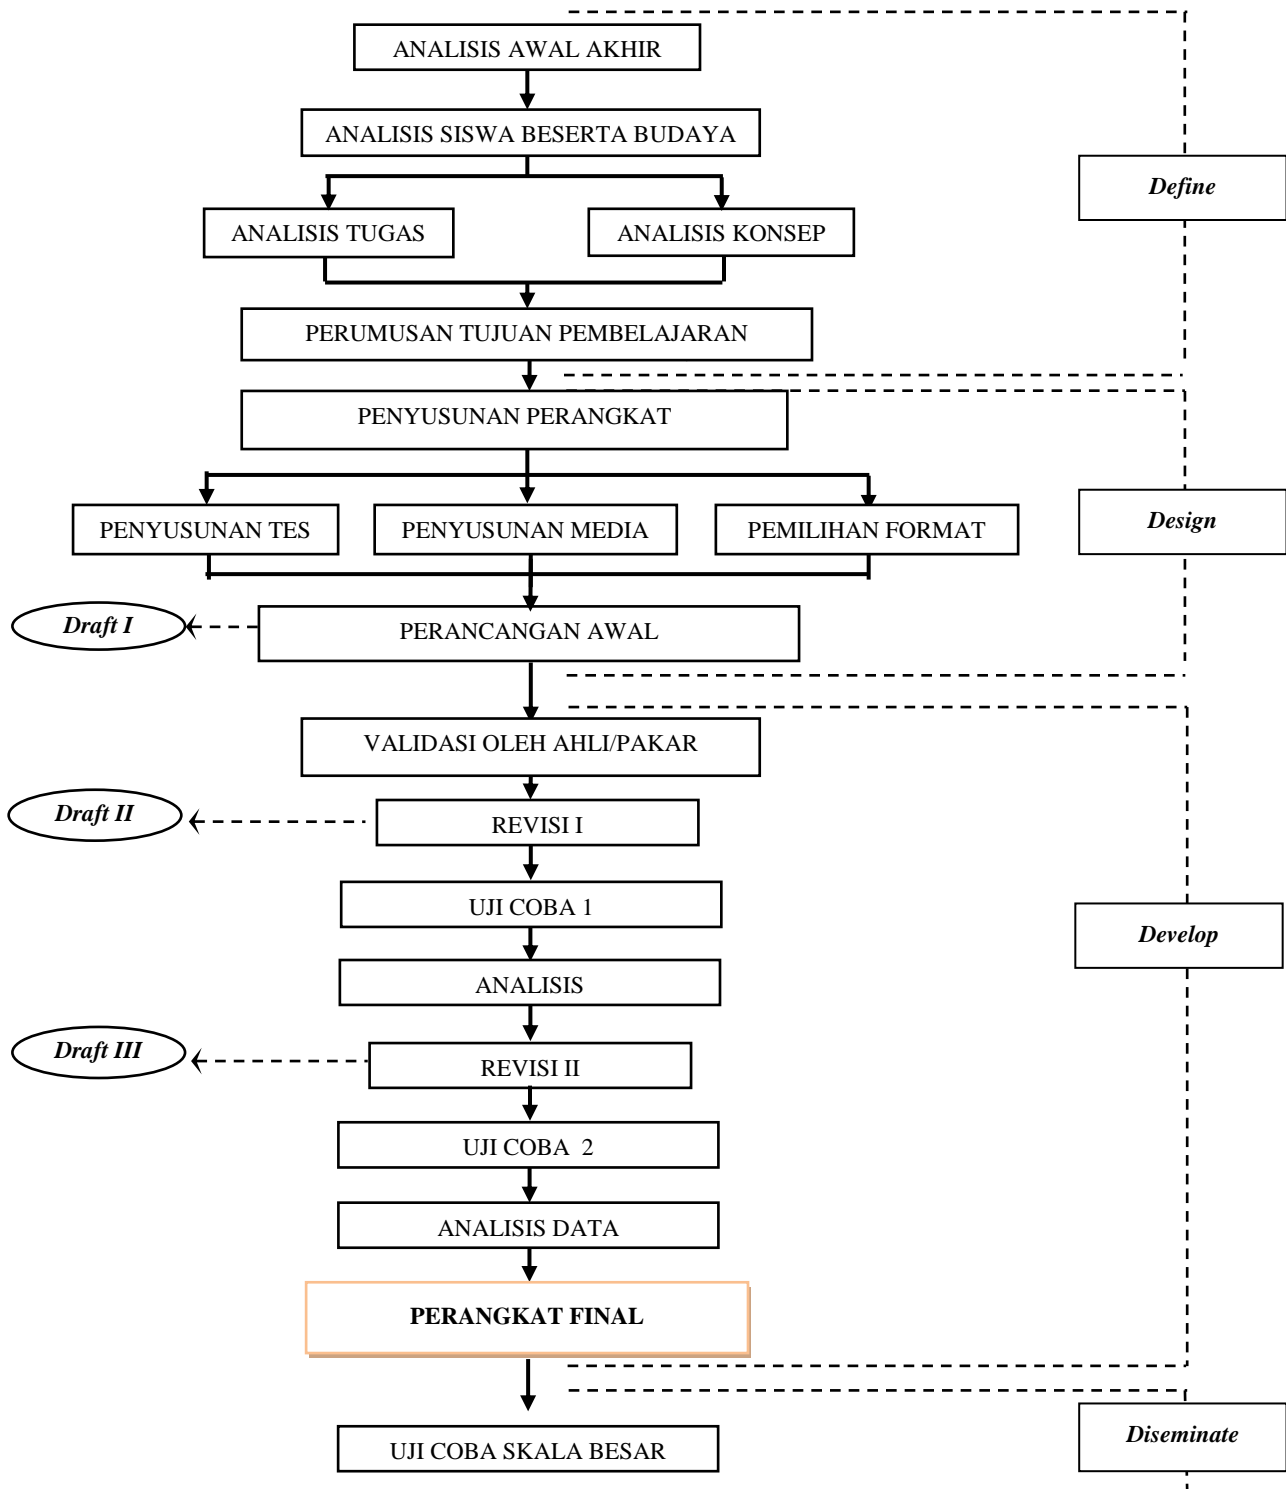 ANALISIS AWAL AKHIR
ANALISIS SISWA BESERTA BUDAYA
Define
ANALISIS TUGAS
ANALISIS KONSEP
PERUMUSAN TUJUAN PEMBELAJARAN
PENYUSUNAN PERANGKAT
PENYUSUNAN TES
PENYUSUNAN MEDIA
PEMILIHAN FORMAT
Design
Draft I
PERANCANGAN AWAL
VALIDASI OLEH AHLI/PAKAR
Draft II
REVISI I
UJI COBA 1
Develop
ANALISIS
Draft III
REVISI II
UJI COBA  2
ANALISIS DATA
PERANGKAT FINAL
UJI COBA SKALA BESAR
Diseminate